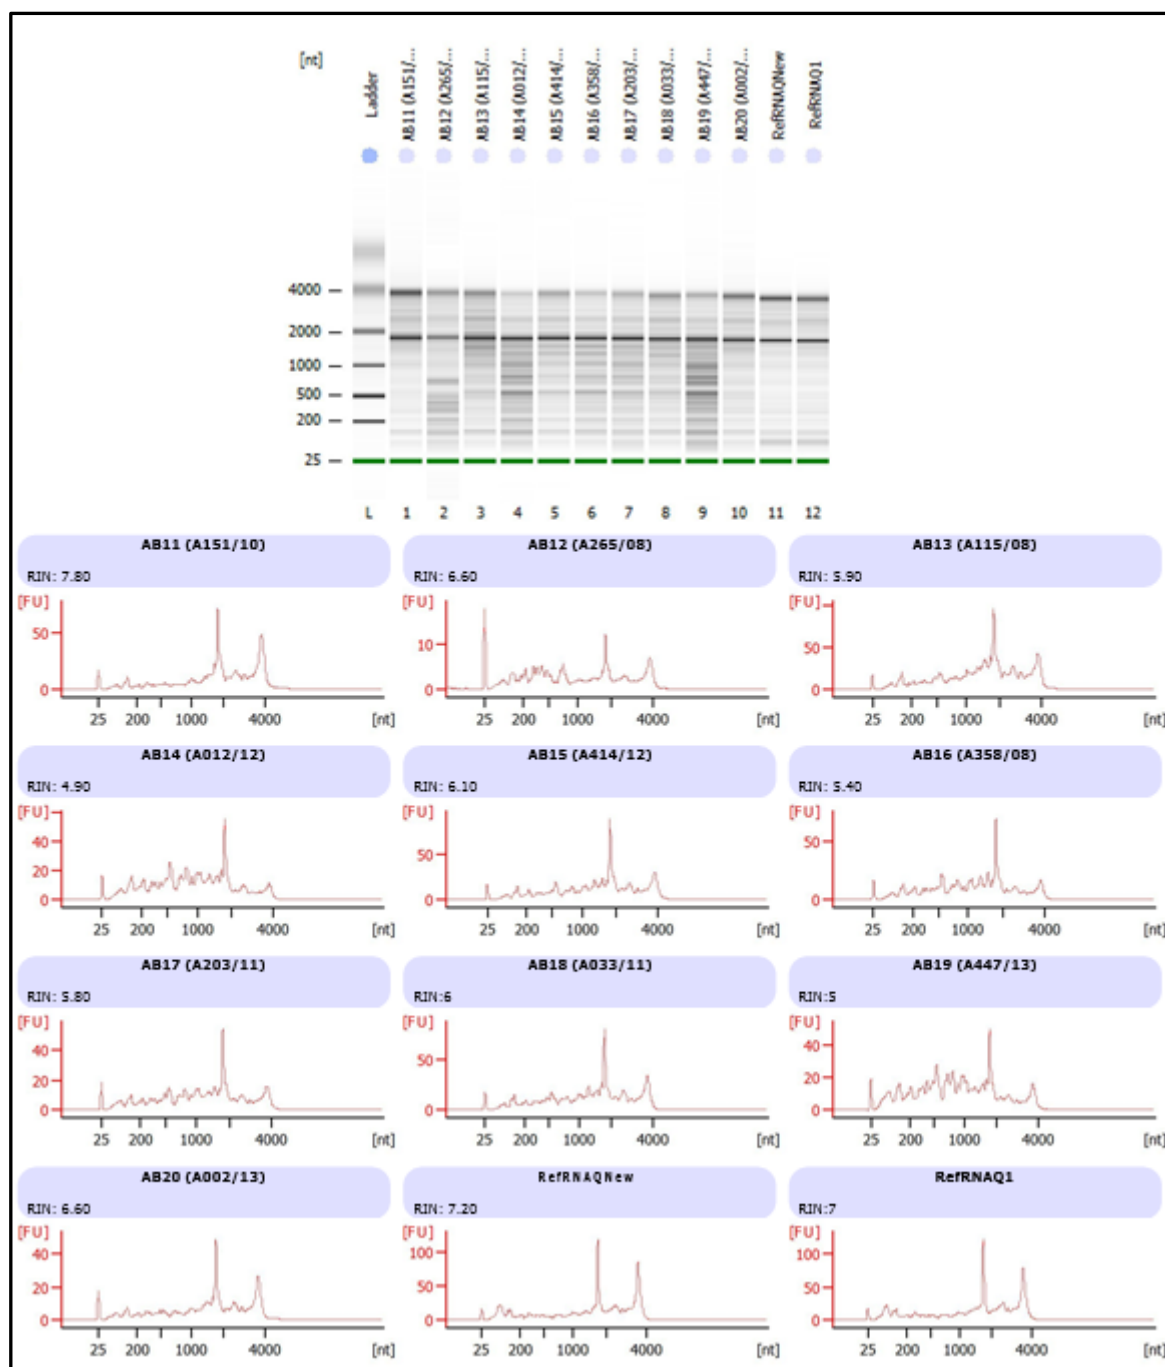 [nt]
Ladder
AB11 (A151/...
AB12 (A265/...
AB13 (A115/...
AB14 (A012/...
AB15 (A414/...
AB16 (A358/...
AB17 (A203/...
AB18 (A033/...
AB19 (A447/...
AB20 (A002/...
RefRNAQNew
RefRNAQ1
4000
2000
1000
500
200
25
L 1 2 3 4 5 6 7 8 9 10 11 12
AB11 (A151/10) AB12 (A265/08) AB13 (A115/08)
RIN: 7.80 RIN: 6.60 RIN: 5.90
[FU] [FU] [FU]
50 10 50
0 0 0
25 200 1000 4000 [nt] 25 200 1000 4000 [nt] 25 200 1000 4000 [nt]
AB14 (A012/12) AB15 (A414/12) AB16 (A358/08)
RIN: 4.90 RIN: 6.10 RIN: 5.40
[FU] [FU] [FU]
40 50 50
20
0 0 0
25 200 1000 4000 [nt] 25 200 1000 4000 [nt] 25 200 1000 4000 [nt]
AB17 (A203/11) AB18 (A033/11) AB19 (A447/13)
RIN: 5.80 RIN:6 RIN:5
[FU] [FU] [FU]
40 50 40
20 20
0 0 0
25 200 1000 4000 [nt] 25 200 1000 4000 [nt] 25 200 1000 4000 [nt]
AB20 (A002/13) RefRNAQNew RefRNAQ1
RIN: 6.60 RIN: 7.20 RIN:7
[FU] [FU] [FU]
40 100 100
20 50 50
0 0 0
25 200 1000 4000 [nt] 25 200 1000 4000 [nt] 25 200 1000 4000 [nt]